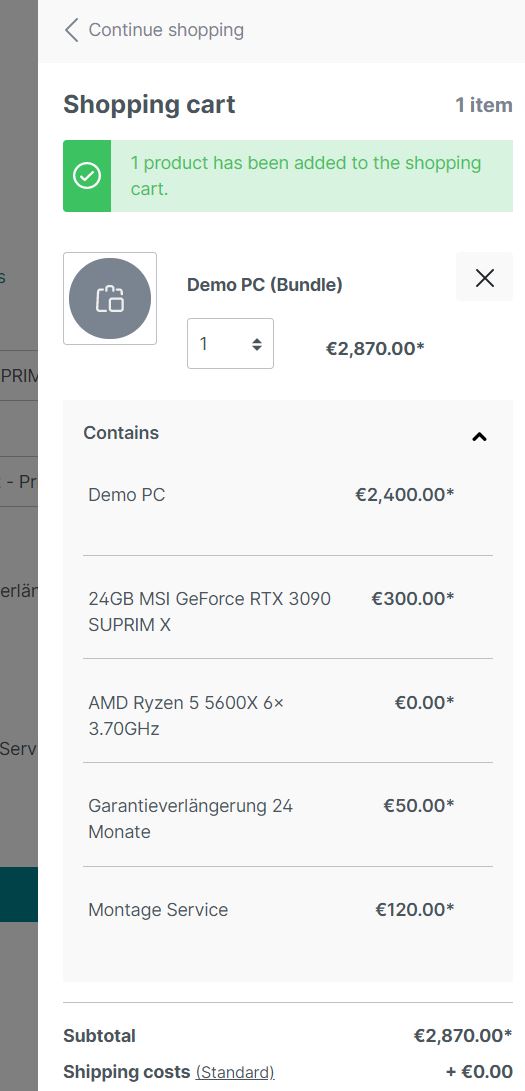 Continue shopping
Shopping cart 1 item
1 product has been added to the shopping
cart.
s
Demo PC (Bundle)
1 €2,870.00*
PRIM
Contains
- Pr
Demo PC €2,400.00*
erlän
24GB MSI GeForce RTX 3090 €300.00*
SUPRIM X
AMD Ryzen 5 5600X 6×
3.70GHz €0.00*
Serv
Garantieverlängerung 24 €50.00*
Monate
Montage Service €120.00*
Subtotal €2,870.00*
Shipping costs (Standard) + €0.00